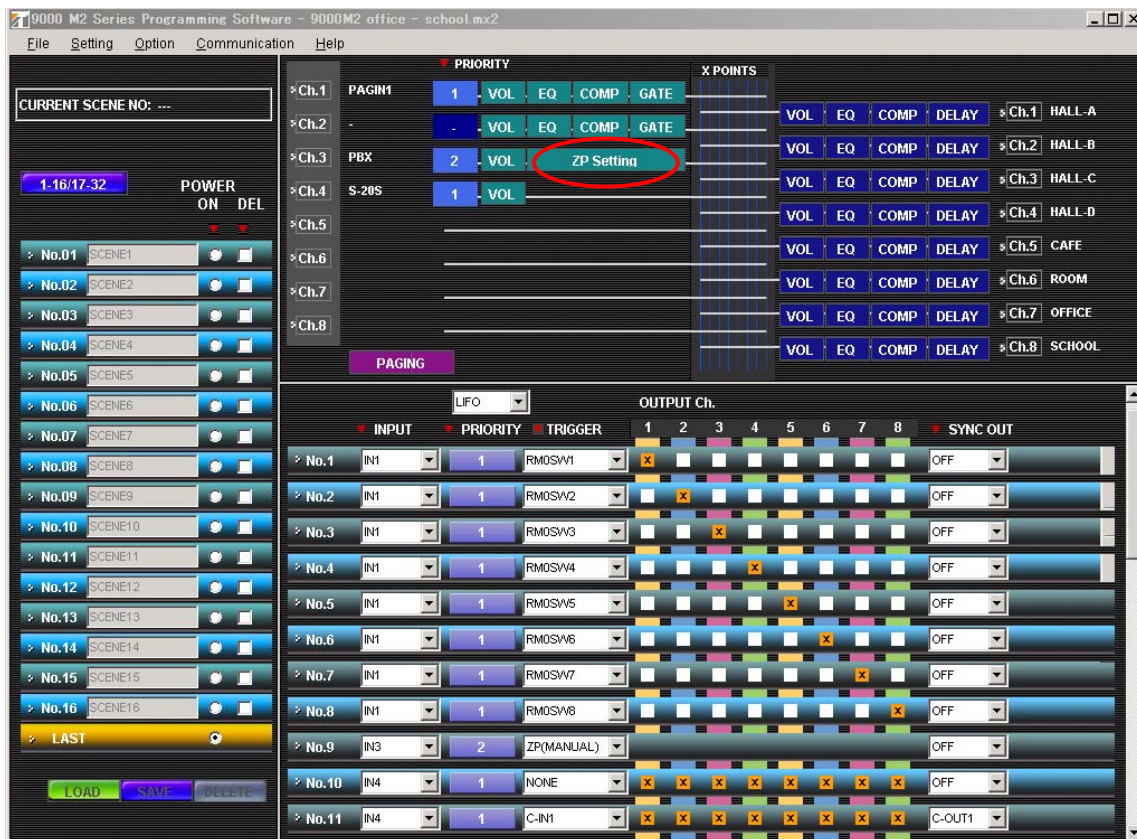 9000 M2 Series Programming Software - 9000M2 office - school.mx2
File Setting Option Communication Help
CURRENT SCENE NO: ---
1-16/17-32 POWER ON DEL
No.01 SCENE1
No.02 SCENE2
No.03 SCENE3
No.04 SCENE4
No.05 SCENE5
No.06 SCENE6
No.07 SCENE7
No.08 SCENE8
No.09 SCENE9
No.10 SCENE10
No.11 SCENE11
No.12 SCENE12
No.13 SCENE13
No.14 SCENE14
No.15 SCENE15
No.16 SCENE16
LAST
LOAD SAVE DELETE
PRIORITY X POINTS
Ch.1 PAGIN1 1 VOL EQ COMP GATE
Ch.2 - - VOL EQ COMP GATE
Ch.3 PBX 2 VOL ZP Setting
Ch.4 S-20S 1 VOL
Ch.5
Ch.6
Ch.7
Ch.8
PAGING
VOL EQ COMP DELAY Ch.1 HALL-A
VOL EQ COMP DELAY Ch.2 HALL-B
VOL EQ COMP DELAY Ch.3 HALL-C
VOL EQ COMP DELAY Ch.4 HALL-D
VOL EQ COMP DELAY Ch.5 CAFE
VOL EQ COMP DELAY Ch.6 ROOM
VOL EQ COMP DELAY Ch.7 OFFICE
VOL EQ COMP DELAY Ch.8 SCHOOL
LIFO OUTPUT Ch.
INPUT PRIORITY TRIGGER 1 2 3 4 5 6 7 8 SYNC OUT
No.1 IN1 1 RM0SW1 X OFF
No.2 IN1 1 RM0SW2 X OFF
No.3 IN1 1 RM0SW3 X OFF
No.4 IN1 1 RM0SW4 X OFF
No.5 IN1 1 RM0SW5 X OFF
No.6 IN1 1 RM0SW6 X OFF
No.7 IN1 1 RM0SW7 X OFF
No.8 IN1 1 RM0SW8 X OFF
No.9 IN3 2 ZP(MANUAL) OFF
No.10 IN4 1 NONE X X X X X X X X OFF
No.11 IN4 1 C-IN1 X X X X X X X X C-OUT1